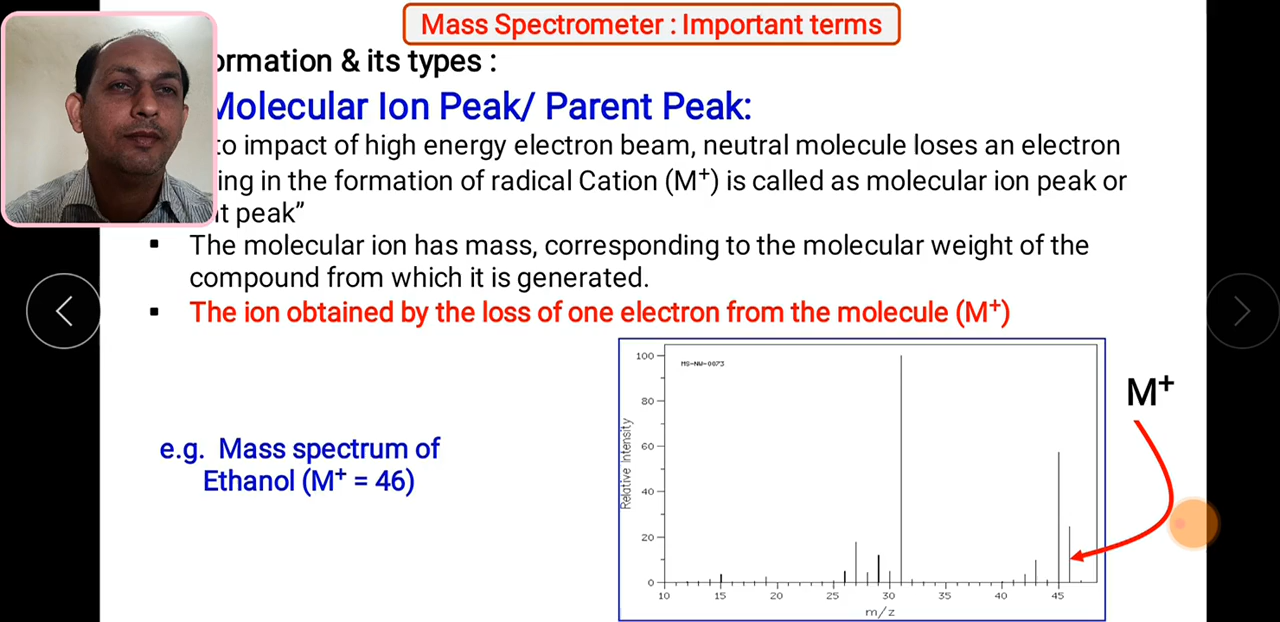 Mass Spectrometer : Important terms
ormation & its types :
Molecular Ion Peak/ Parent Peak:
to impact of high energy electron beam, neutral molecule loses an electron
ing in the formation of radical Cation (M⁺) is called as molecular ion peak or
t peak”
▪ The molecular ion has mass, corresponding to the molecular weight of the
compound from which it is generated.
▪ The ion obtained by the loss of one electron from the molecule (M⁺)
MS-NW-0073
M⁺
e.g. Mass spectrum of
Ethanol (M⁺ = 46)
Relative Intensity
100
80
60
40
20
0
10 15 20 25 30 35 40 45
m/z